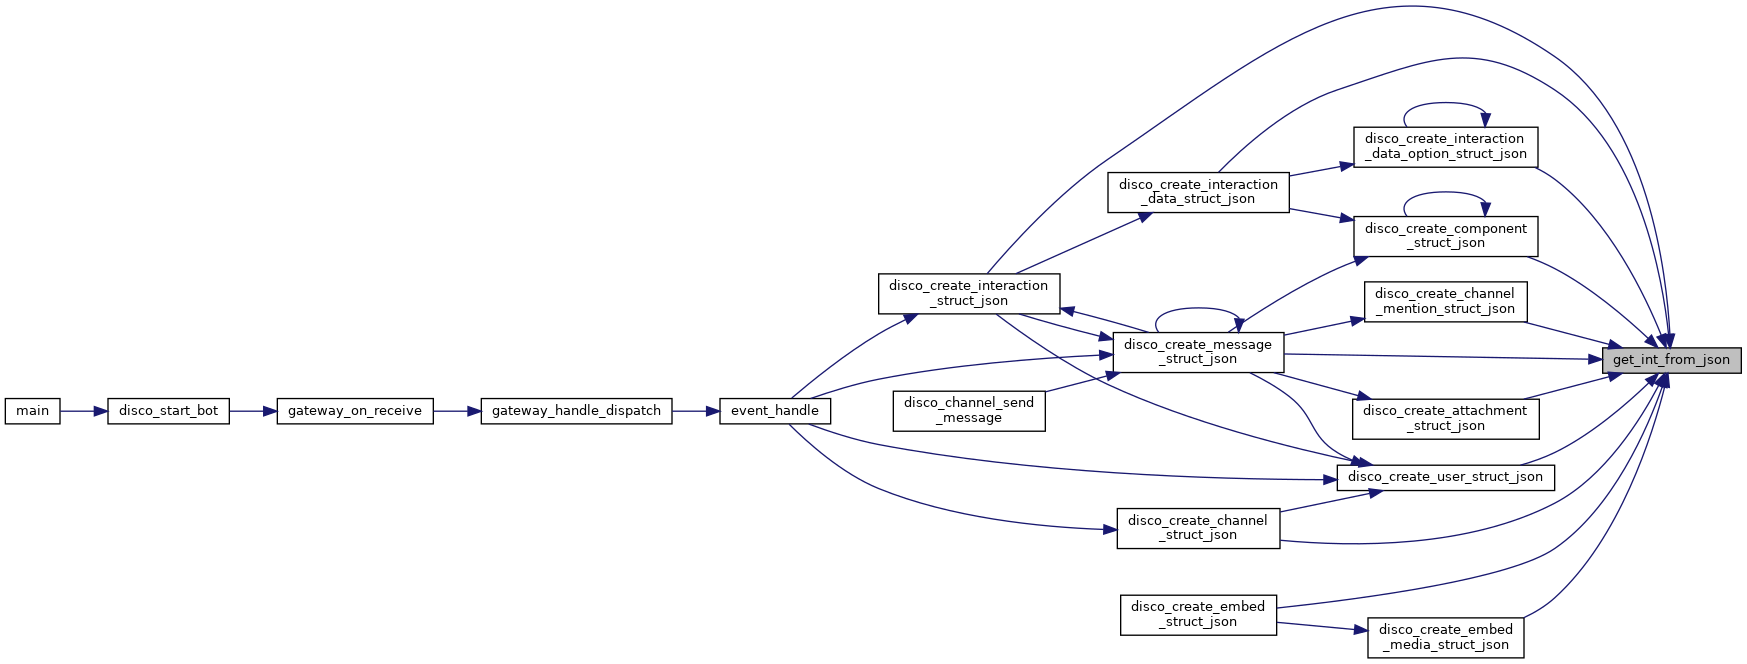 disco_create_interaction
_data_option_struct_json
disco_create_interaction
_data_struct_json
disco_create_component
_struct_json
disco_create_interaction
_struct_json
disco_create_channel
_mention_struct_json
disco_create_message
_struct_json
get_int_from_json
main
disco_start_bot
gateway_on_receive
gateway_handle_dispatch
event_handle
disco_channel_send
_message
disco_create_attachment
_struct_json
disco_create_user_struct_json
disco_create_channel
_struct_json
disco_create_embed
_struct_json
disco_create_embed
_media_struct_json